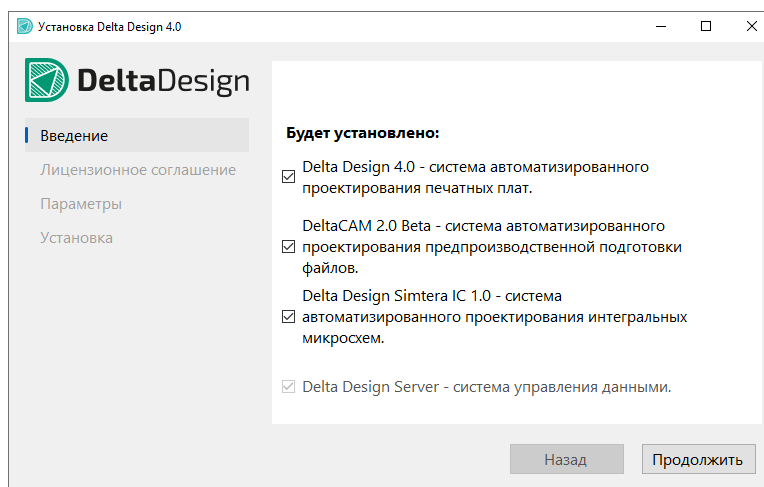 Установка Delta Design 4.0
DeltaDesign
Введение
Лицензионное соглашение
Параметры
Установка
Будет установлено:
Delta Design 4.0 - система автоматизированного
проектирования печатных плат.
DeltaCAM 2.0 Beta - система автоматизированного
проектирования предпроизводственной подготовки
файлов.
Delta Design Simtera IC 1.0 - система
автоматизированного проектирования интегральных
микросхем.
Delta Design Server - система управления данными.
Назад
Продолжить